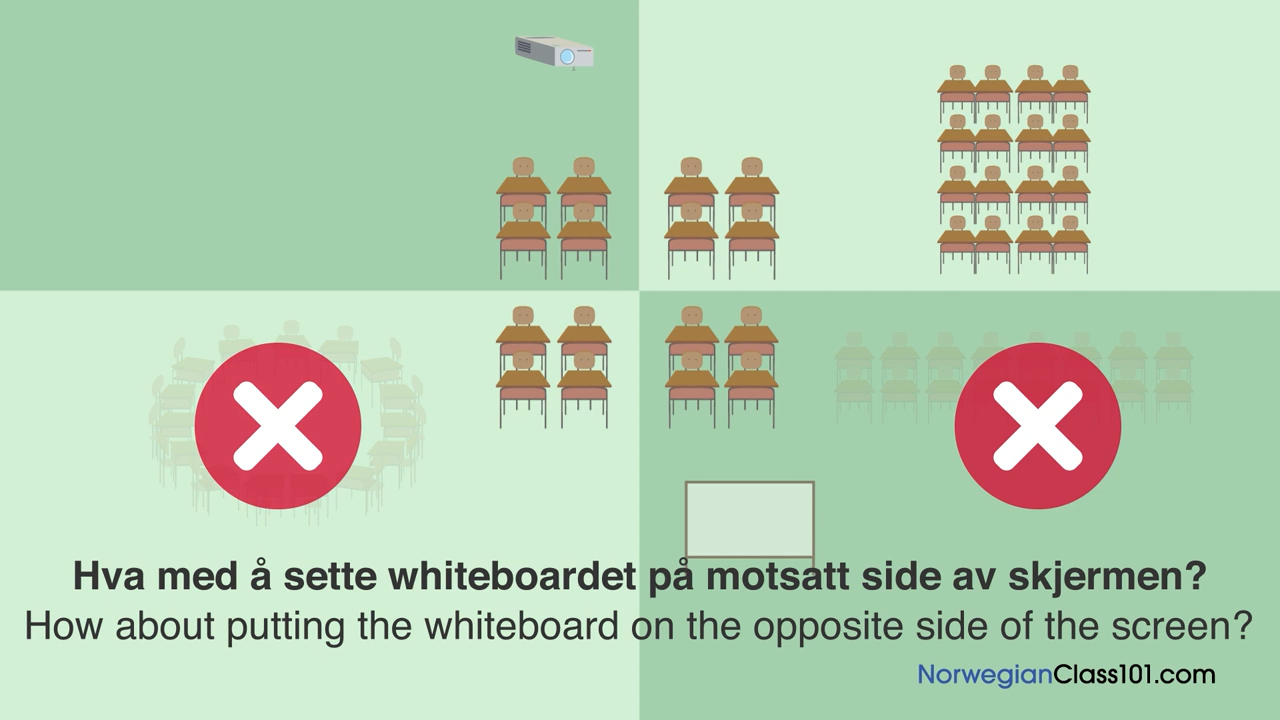 Hva med å sette whiteboardet på motsatt side av skjermen?
How about putting the whiteboard on the opposite side of the screen?
NorwegianClass101.com